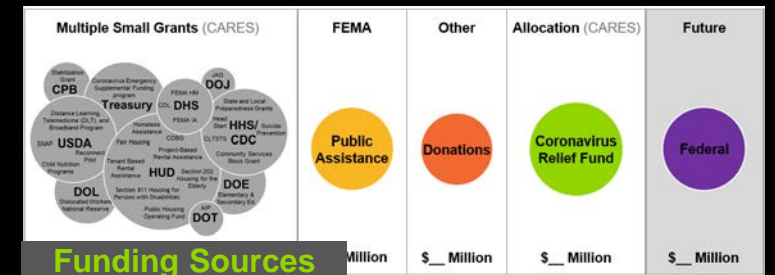 Multiple Small Grants (CARES)
FEMA
Other
Allocation (CARES)
Future
Stabilization
Grant
CPB
Coronavirus Emergency
Supplemental Funding
program
Treasury
FEMA HM
COL DHS
FEMA IA
JAG
DOJ
State and Local
Preparedness Grants
Head
Start
HHS/
CDC
Suicide
Prevention
CLTSTS
Community Services
Block Grant
Distance Learning,
Telemedicine (DLT), and
Broadband Program
SNAP USDA
Reconnect
Pilot
Child Nutrition
Programs
Homeless
Assistance
Fair Housing
CDBG
Project-Based
Rental Assistance
Tenant Based
Rental
Assistance
HUD
Section 202
Housing for the
Elderly
Section 811 Housing for
Persons with Disabilities
Public Housing
Operating Fund
DOL
Dislocated Workers
National Reserve
DOE
Elementary &
Secondary Ed.
AIP
DOT
Public
Assistance
Donations
Coronavirus
Relief Fund
Federal
Million
$__ Million
$__ Million
$__ Million
Funding Sources